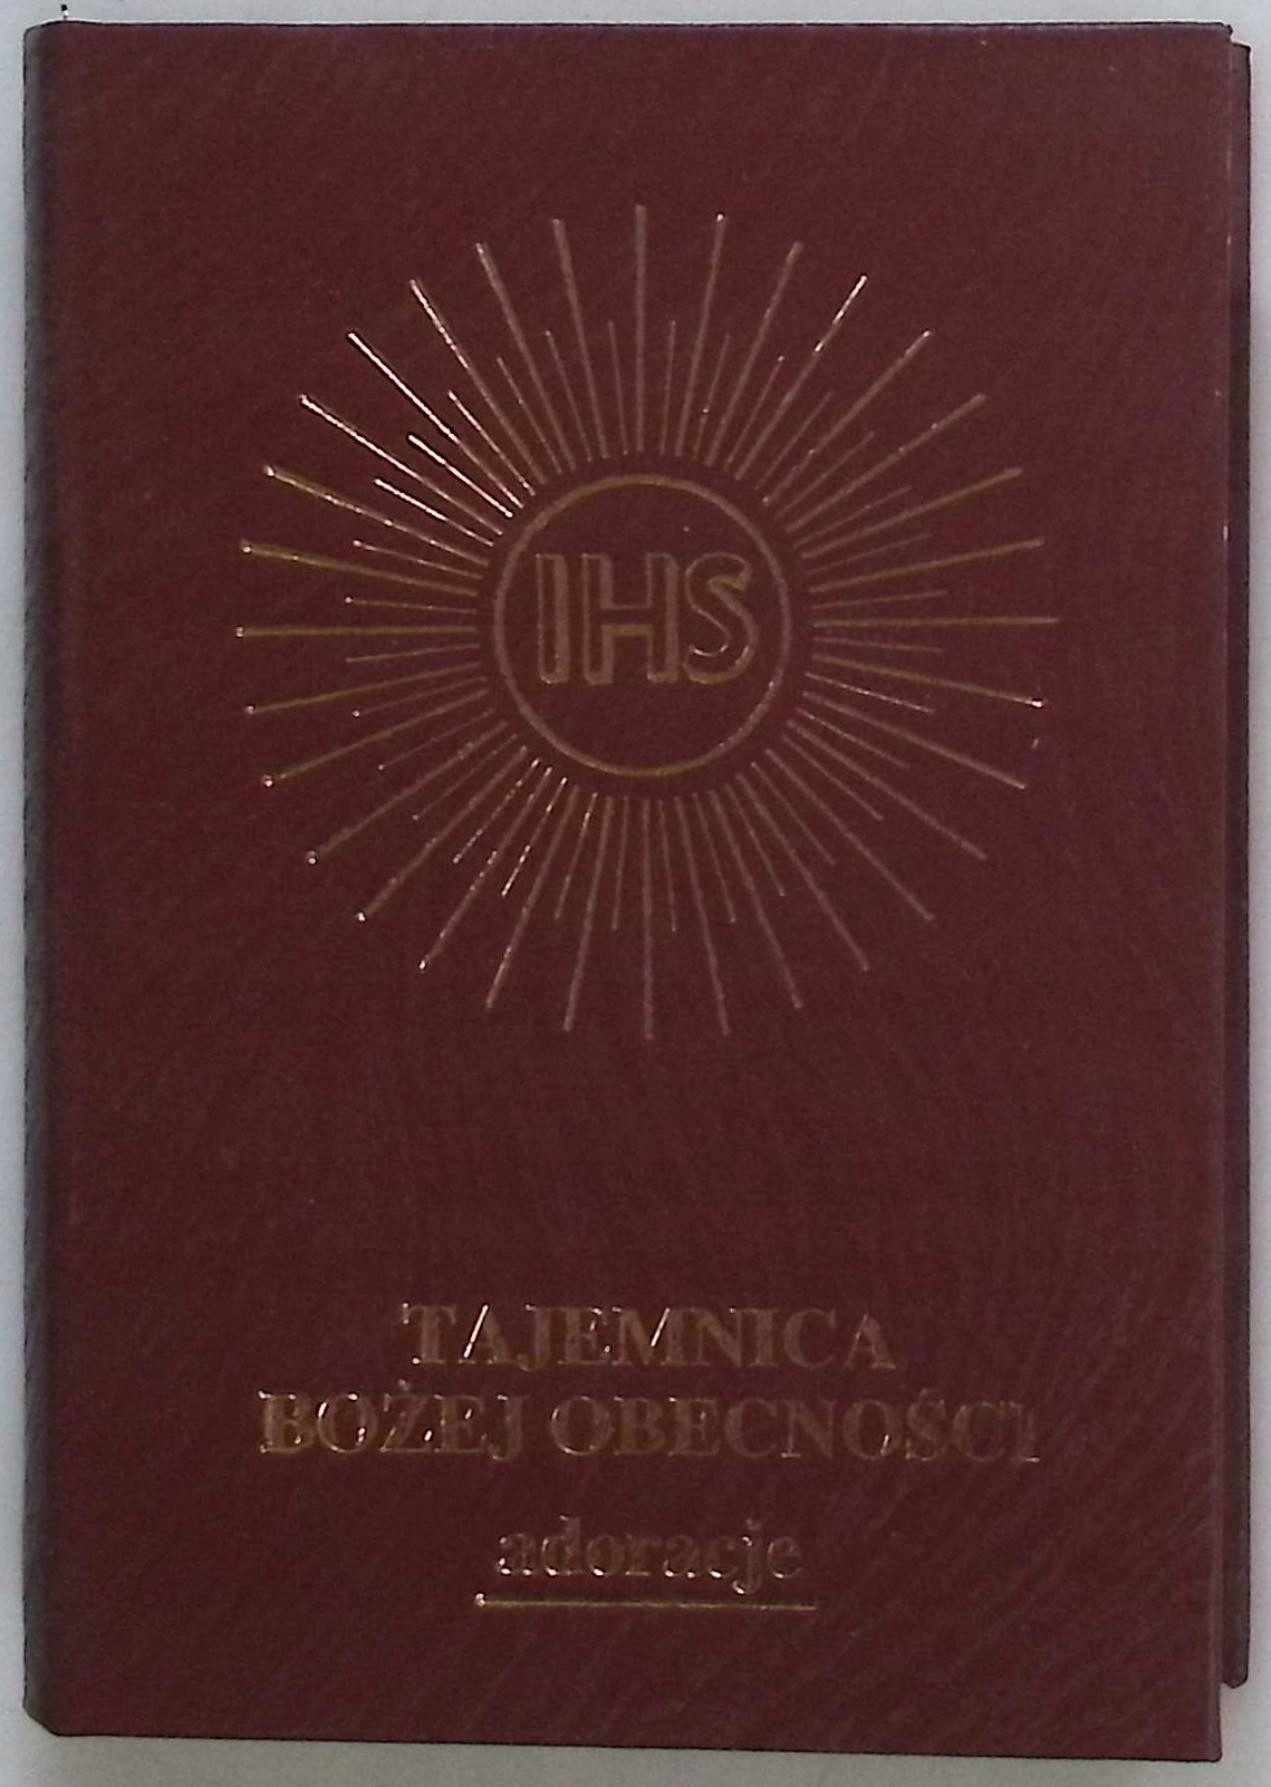 IHS
TAJEMNICA
BOŻEJ OBECNOŚCI
adoracje